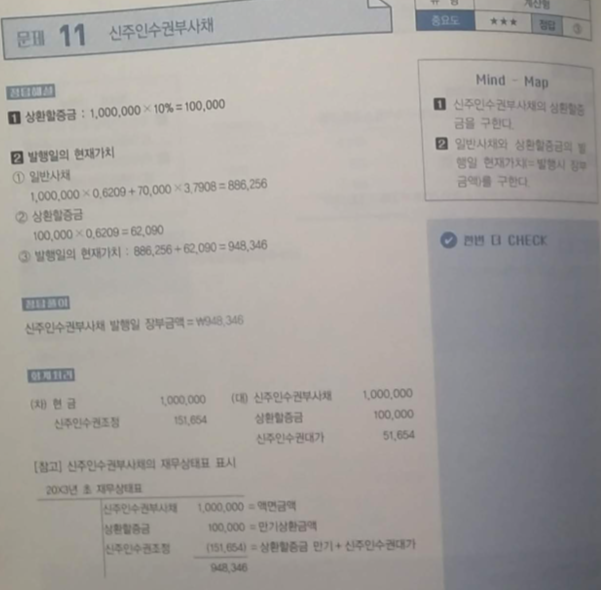 문제 11 신주인수권부사채
유 형 계산형
중요도 ★★★ 정답 ③
정답해설
1 상환할증금 : 1,000,000×10%=100,000
2 발행일의 현재가치
① 일반사채
1,000,000×0.6209+70,000×3.7908=886,256
② 상환할증금
100,000×0.6209=62,090
③ 발행일의 현재가치 : 886,256+62,090=948,346
정답풀이
신주인수권부사채 발행일 장부금액=₩948,346
회계처리
(차) 현 금 1,000,000 (대) 신주인수권부사채 1,000,000
신주인수권조정 151,654 상환할증금 100,000
신주인수권대가 51,654
[참고] 신주인수권부사채의 재무상태표 표시
20X3년 초 재무상태표
신주인수권부사채 1,000,000 = 액면금액
상환할증금 100,000 = 만기상환금액
신주인수권조정 (151,654) = 상환할증금 만기+신주인수권대가
948,346
Mind - Map
1 신주인수권부사채의 상환할증
금을 구한다.
2 일반사채와 상환할증금의 발
행일 현재가치(=발행시 장부
금액)를 구한다.
한번 더 CHECK